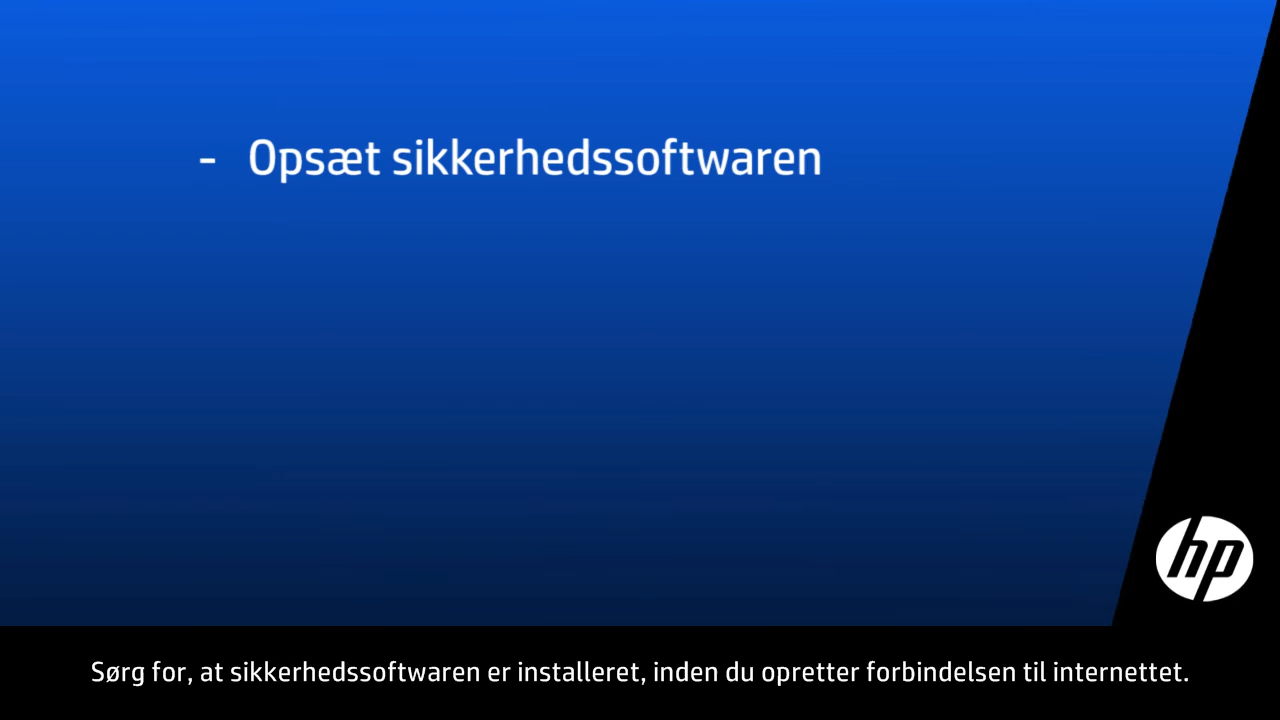 - Opsæt sikkerhedssoftwaren
hp
Sørg for, at sikkerhedssoftwaren er installeret, inden du opretter forbindelsen til internettet.